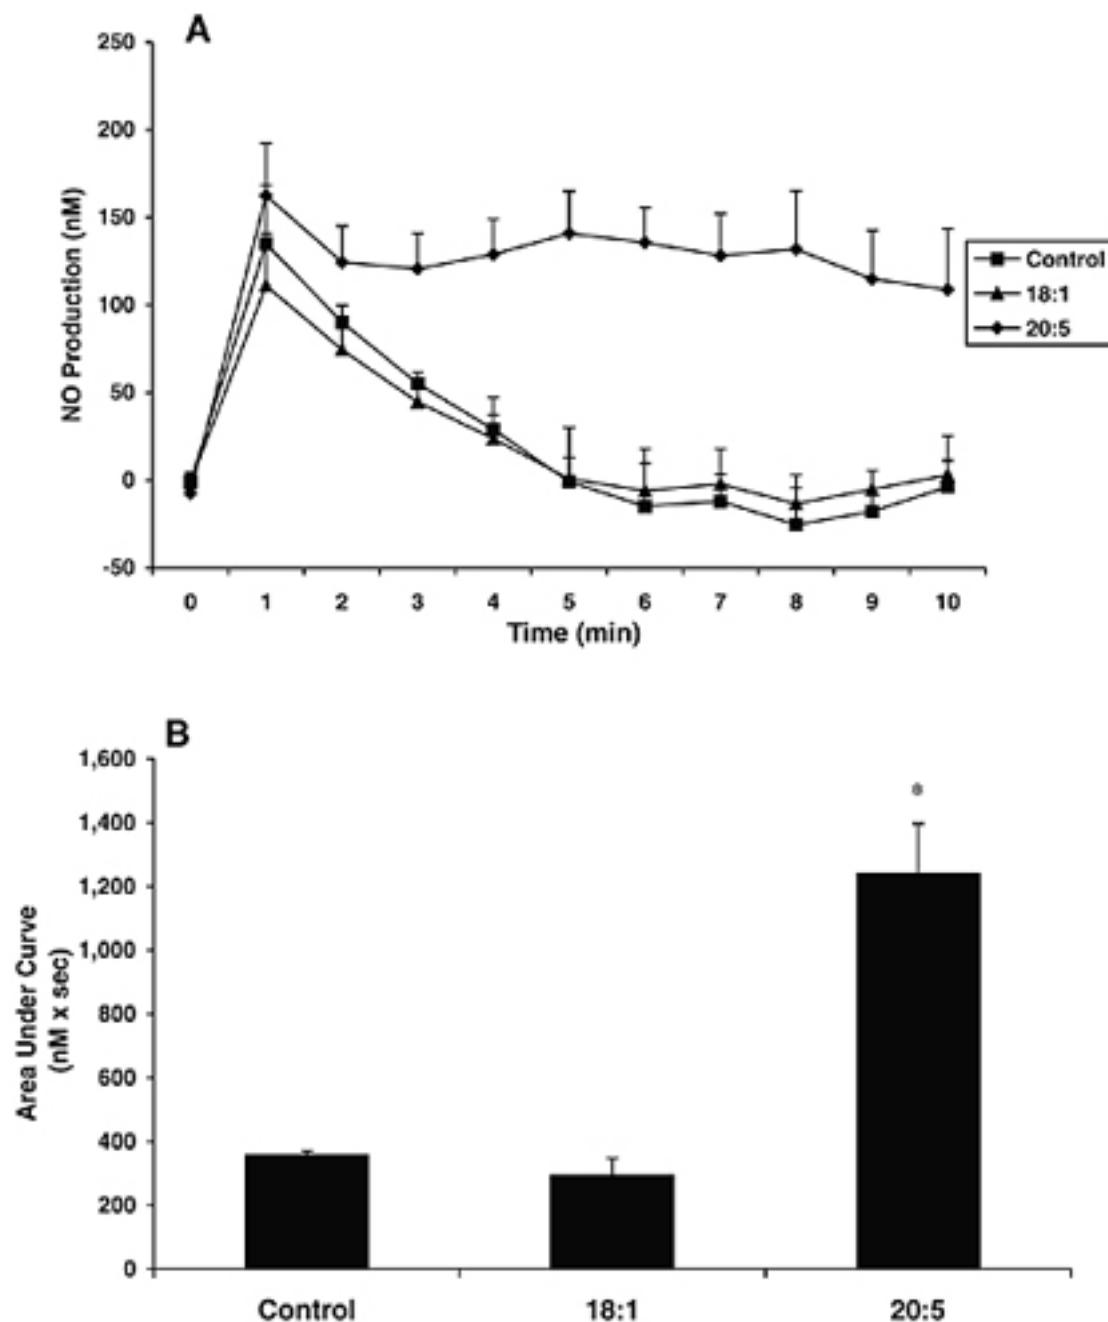 A
250
200
150
100
50
0
-50
NO Production (nM)
0 1 2 3 4 5 6 7 8 9 10
Time (min)
Control
18:1
20:5
B
1,600
1,400
1,200
1,000
800
600
400
200
0
Area Under Curve
(nM x sec)
*
Control 18:1 20:5